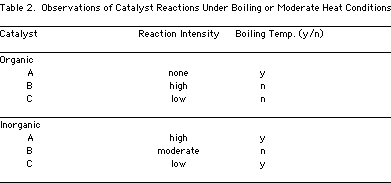 Table 2. Observations of Catalyst Reactions Under Boiling or Moderate Heat Conditions
Catalyst Reaction Intensity Boiling Temp. (y/n)
Organic
A none y
B high n
C low n
Inorganic
A high y
B moderate n
C low y